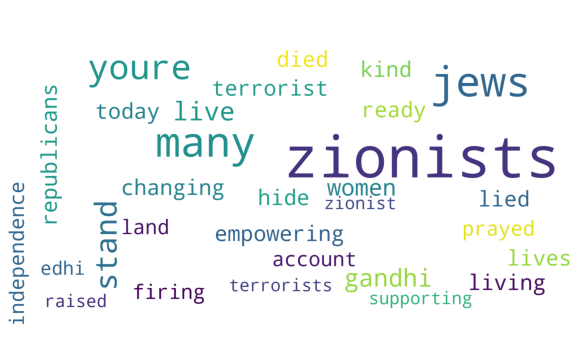 died
youre
kind
jews
terrorist
republicans
today
live
ready
many
zionists
changing
hide
women
zionist
lied
independence
stand
land
empowering
prayed
account
lives
edhi
gandhi
living
raised
firing
terrorists
supporting